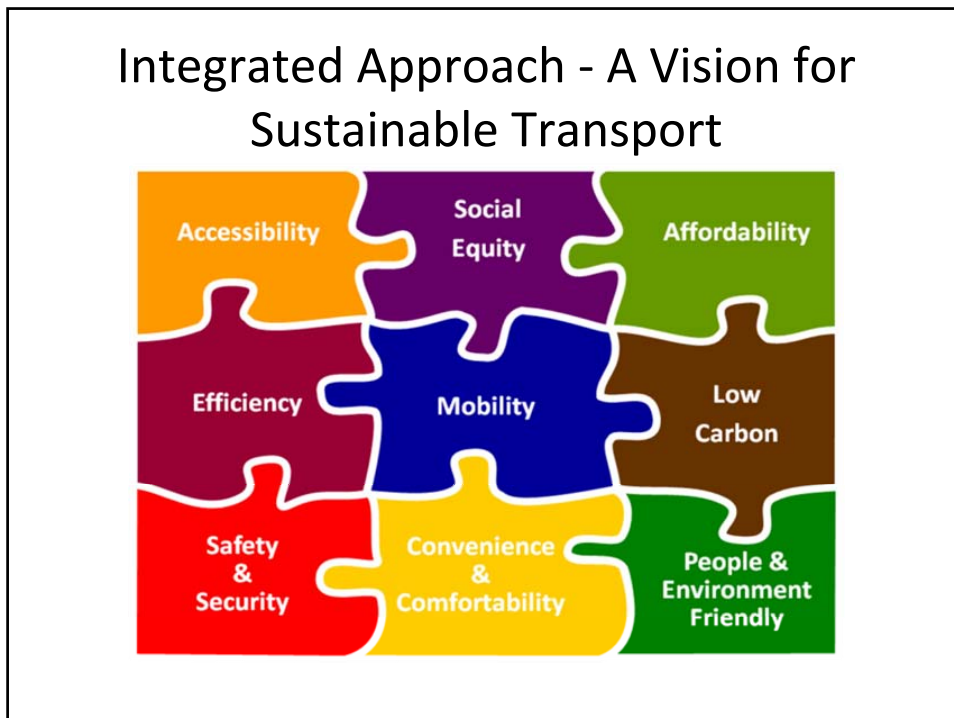 Integrated Approach - A Vision for
Sustainable Transport
Accessibility
Social
Equity
Affordability
Efficiency
Mobility
Low
Carbon
Safety
&
Security
Convenience
&
Comfortability
People &
Environment
Friendly